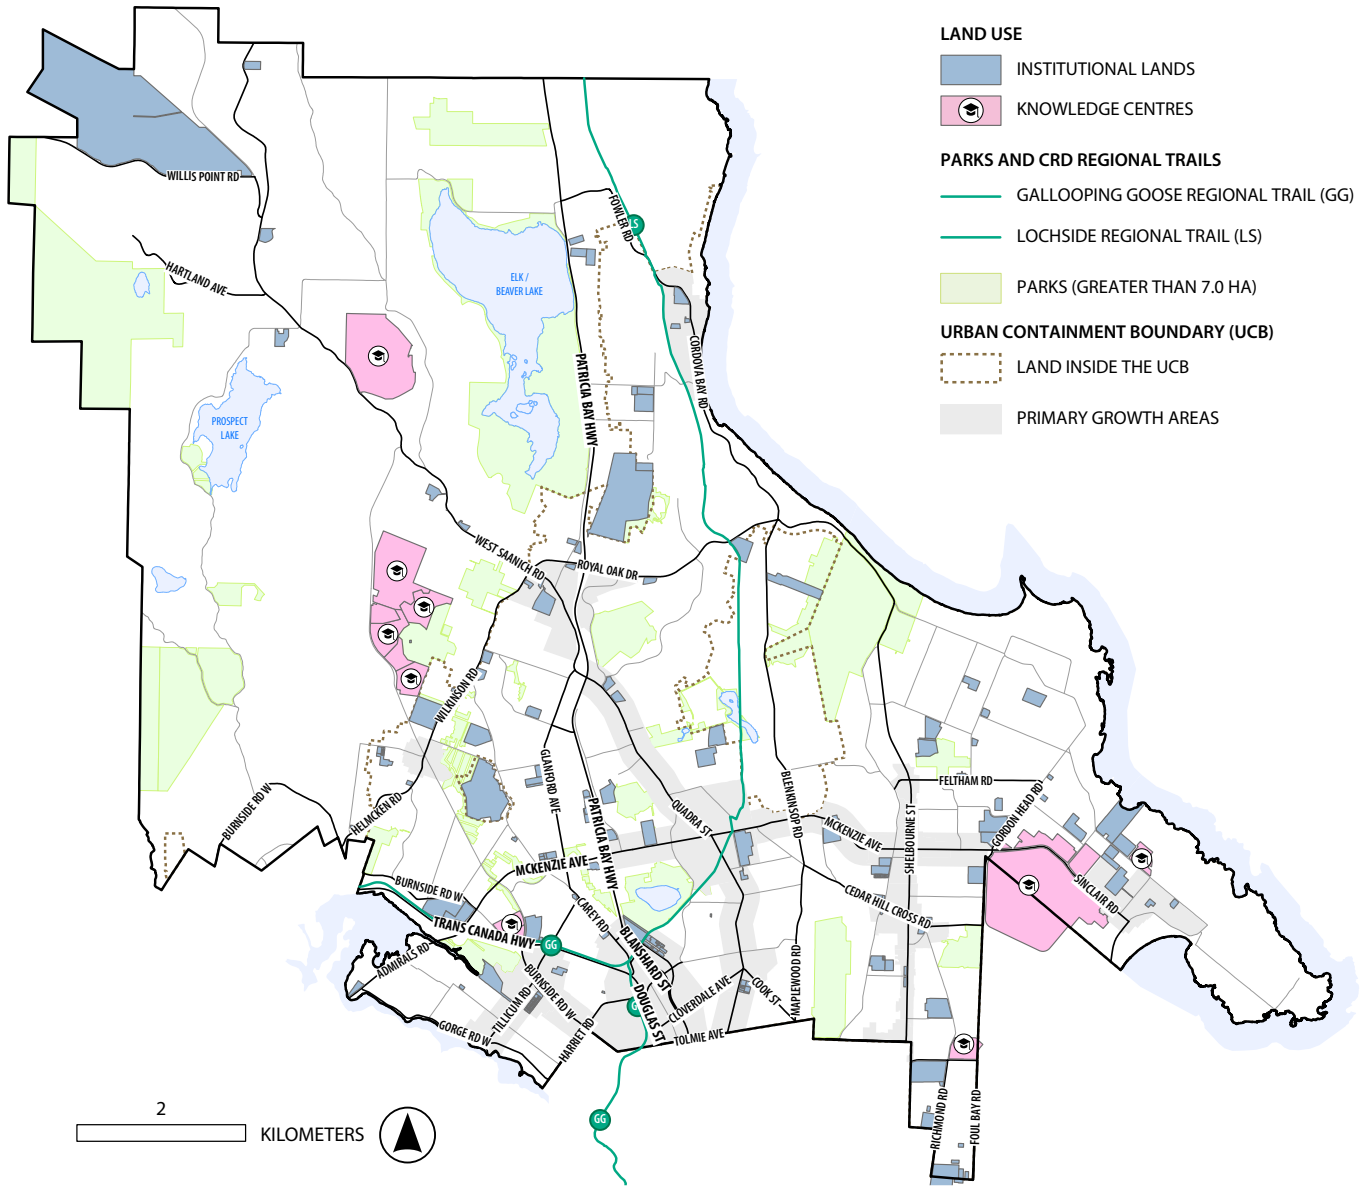 LAND USE
INSTITUTIONAL LANDS
KNOWLEDGE CENTRES
PARKS AND CRD REGIONAL TRAILS
GALLOOPING GOOSE REGIONAL TRAIL (GG)
LOCHSIDE REGIONAL TRAIL (LS)
PARKS (GREATER THAN 7.0 HA)
URBAN CONTAINMENT BOUNDARY (UCB)
LAND INSIDE THE UCB
PRIMARY GROWTH AREAS
WILLIS POINT RD
HARTLAND AVE
FOWLER RD
LS
ELK /
BEAVER LAKE
PATRICIA BAY HWY
CORDOVA BAY RD
PROSPECT
LAKE
WEST SAANICH RD
ROYAL OAK DR
WILKINSON RD
GLANFORD AVE
PATRICIA BAY HWY
QUADRA ST
BLENKINSOP RD
MCKENZIE AVE
SHELBOURNE ST
FELTHAM RD
GORDON HEAD RD
BURNSIDE RD W
HELMCKEN RD
MCKENZIE AVE
BURNSIDE RD W
CEDAR HILL CROSS RD
SINCLAIR RD
TRANS CANADA HWY
GG
CAREY RD
BLANSHARD ST
ADMIRALS RD
BURNSIDE RD W
TILLICUM RD
DOUGLAS ST
G
CLOVERDALE AVE
COOK ST
MAPLEWOOD RD
GORGE RD W
HARRIET RD
TOLMIE AVE
RICHMOND RD
FOUL BAY RD
GG
2
KILOMETERS